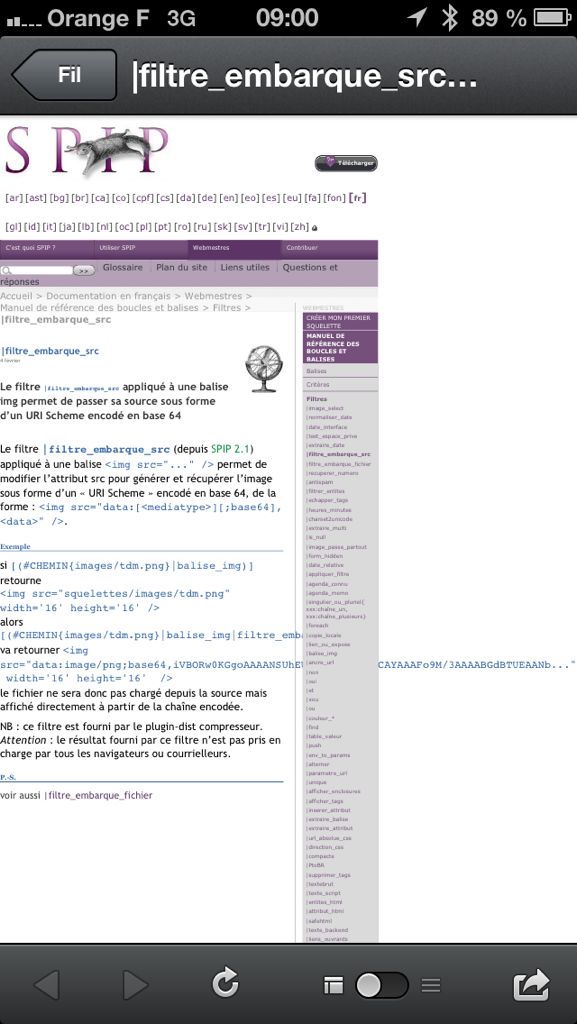 Orange F 3G 09:00 89 %
Fil
|filtre_embarque_src...
SPIP
Télécharger
[ar] [ast] [bg] [br] [ca] [co] [cpf] [cs] [da] [de] [en] [eo] [es] [eu] [fa] [fon] [fr]
[gl] [id] [it] [ja] [lb] [nl] [oc] [pl] [pt] [ro] [ru] [sk] [sv] [tr] [vi] [zh]
C'est quoi SPIP ? Utiliser SPIP Webmestres Contribuer
>> Glossaire | Plan du site | Liens utiles | Questions et
réponses
Accueil > Documentation en français > Webmestres >
Manuel de référence des boucles et balises > Filtres >
|filtre_embarque_src
|filtre_embarque_src
4 février
Le filtre |filtre_embarque_src appliqué à une balise
img permet de passer sa source sous forme
d'un URI Scheme encodé en base 64
Le filtre |filtre_embarque_src (depuis SPIP 2.1)
appliqué à une balise <img src="..." /> permet de
modifier l'attribut src pour générer et récupérer l'image
sous forme d'un « URI Scheme » encodé en base 64, de la
forme : <img src="data:[<mediatype>][;base64],
<data>" />.
Exemple
si [(#CHEMIN{images/tdm.png}|balise_img)]
retourne
<img src="squelettes/images/tdm.png"
width='16' height='16' />
alors
[(#CHEMIN{images/tdm.png}|balise_img|filtre_emb
va retourner <img
src="data:image/png;base64,iVBORw0KGgoAAAANSUhE CAYAAAFo9M/3AAAABGdBTUEAANb..."
width='16' height='16' />
le fichier ne sera donc pas chargé depuis la source mais
affiché directement à partir de la chaîne encodée.
NB : ce filtre est fourni par le plugin-dist compresseur.
Attention : le résultat fourni par ce filtre n'est pas pris en
charge par tous les navigateurs ou courrielleurs.
P.-S.
voir aussi |filtre_embarque_fichier
WEBMESTRES
CRÉER MON PREMIER
SQUELETTE
MANUEL DE
RÉFÉRENCE DES
BOUCLES ET
BALISES
Balises
Critères
Filtres
|image_select
|normaliser_date
|date_interface
|test_espace_prive
|extraire_date
|filtre_embarque_src
|filtre_embarque_fichier
|recuperer_numero
|antispam
|filtrer_entites
|echapper_tags
|heures_minutes
|charset2unicode
|extraire_multi
|is_null
|image_passe_partout
|form_hidden
|date_relative
|appliquer_filtre
|agenda_connu
|agenda_memo
|singulier_ou_pluriel{
xxx:chaine_un,
xxx:chaine_plusieurs}
|foreach
|copie_locale
|lien_ou_expose
|balise_img
|ancre_url
|non
|oui
|et
|xou
|ou
|couleur_*
|find
|table_valeur
|push
|env_to_params
|alterner
|parametre_url
|unique
|afficher_enclosures
|afficher_tags
|inserer_attribut
|extraire_balise
|extraire_attribut
|url_absolue_css
|direction_css
|compacte
|PtoBR
|supprimer_tags
|textebrut
|texte_script
|entites_html
|attribut_html
|safehtml
|texte_backend
|liens_ouvrants